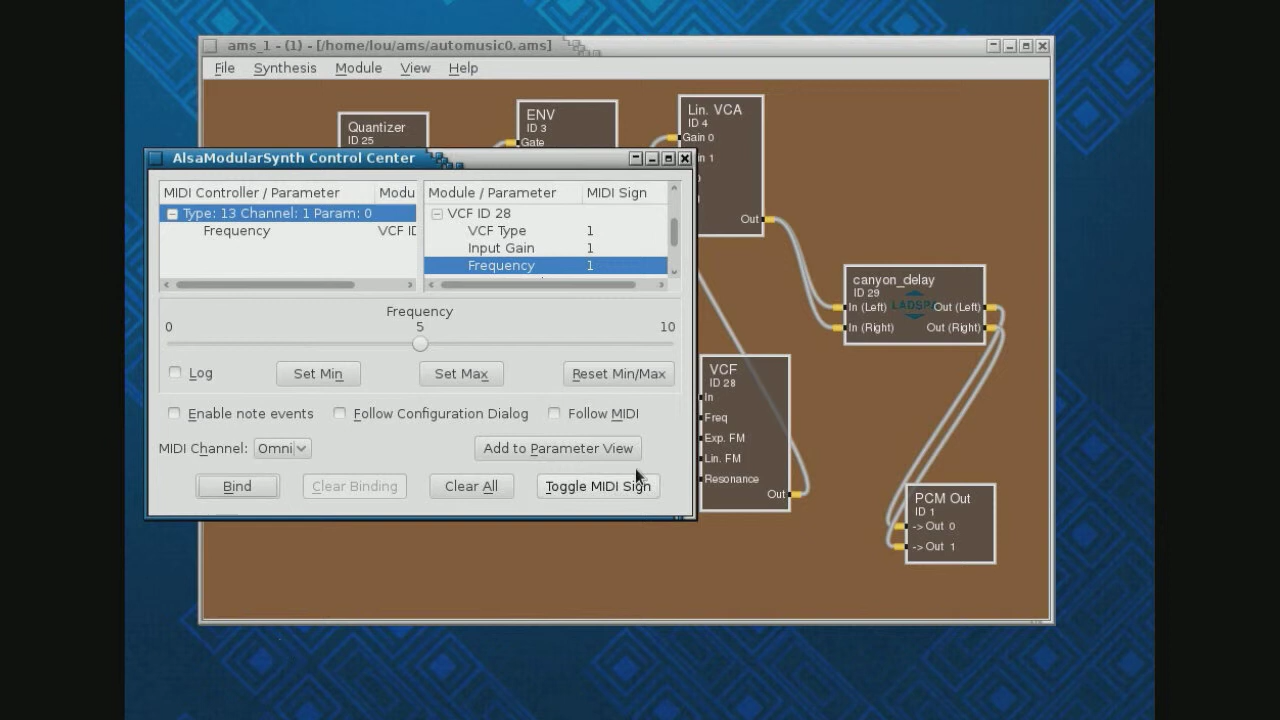 ams_1 - (1) - [/home/lou/ams/automusic0.ams]
File Synthesis Module View Help
Quantizer
ID 25
ENV
ID 3
Gate
Lin. VCA
ID 4
Gain 0
n 1
Out
AlsaModularSynth Control Center
MIDI Controller / Parameter Modu
Type: 13 Channel: 1 Param: 0
Frequency VCF ID
Module / Parameter MIDI Sign
VCF ID 28
VCF Type 1
Input Gain 1
Frequency 1
Frequency
0 5 10
Log Set Min Set Max Reset Min/Max
Enable note events Follow Configuration Dialog Follow MIDI
MIDI Channel: Omni Add to Parameter View
Bind Clear Binding Clear All Toggle MIDI Sign
canyon_delay
ID 29
In (Left) LADSPA Out (Left)
In (Right) Out (Right)
VCF
ID 28
In
Freq
Exp. FM
Lin. FM
Resonance
Out
PCM Out
ID 1
-> Out 0
-> Out 1